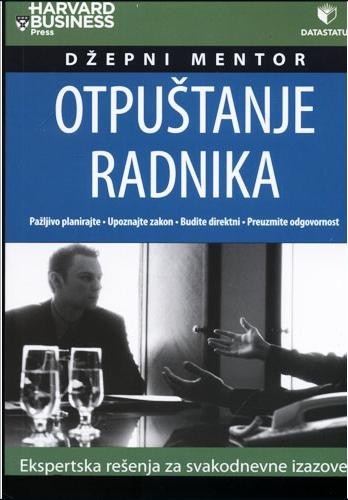 HARVARD
BUSINESS
Press
DATASTATU
DŽEPNI MENTOR
OTPUŠTANJE
RADNIKA
Pažljivo planirajte • Upoznajte zakon • Budite direktni • Preuzmite odgovornost
Ekspertska rešenja za svakodnevne izazove